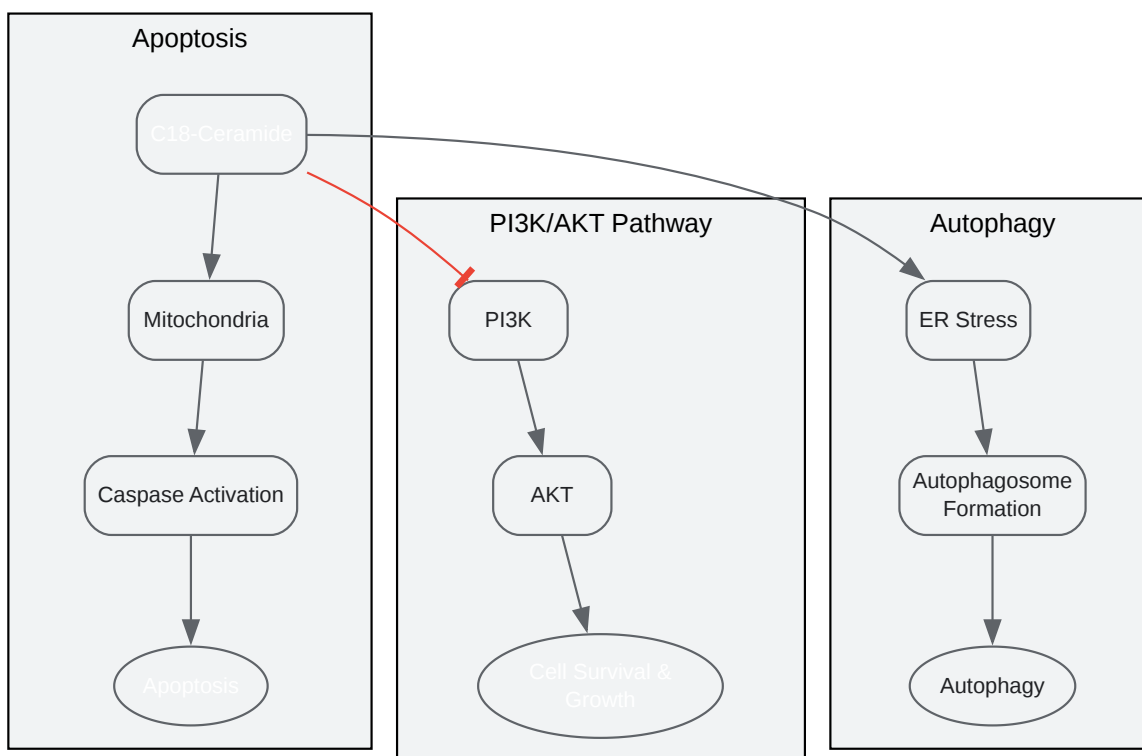 Apoptosis
C18-Ceramide
Mitochondria
Caspase Activation
Apoptosis
PI3K/AKT Pathway
PI3K
AKT
Cell Survival &
Growth
Autophagy
ER Stress
Autophagosome
Formation
Autophagy